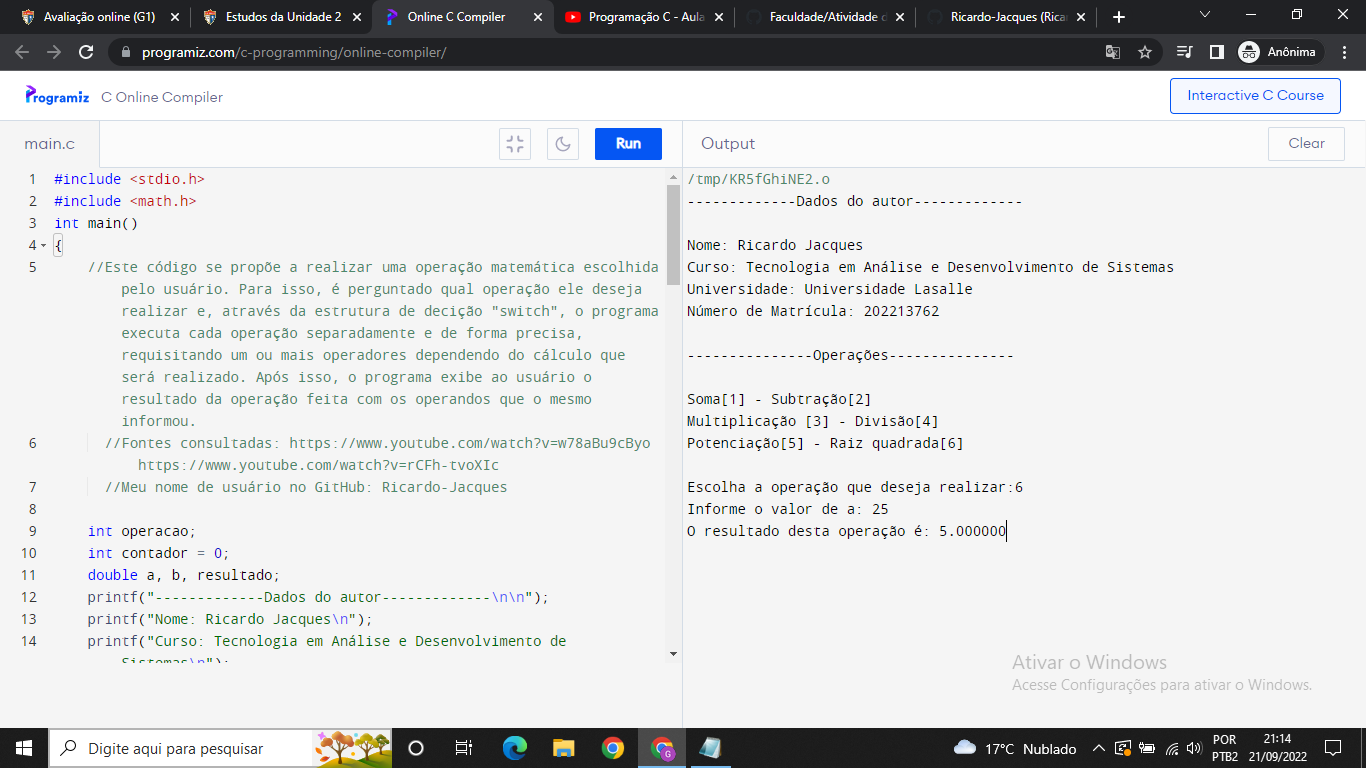 Avaliação online (G1)
Estudos da Unidade 2
Online C Compiler
Programação C - Aula
Faculdade/Atividade d
Ricardo-Jacques (Rica
programiz.com/c-programming/online-compiler/
Anônima
Programiz
C Online Compiler
Interactive C Course
main.c
Run
Output
Clear
1 #include <stdio.h>
2 #include <math.h>
3 int main()
4 {
5 //Este código se propõe a realizar uma operação matemática escolhida
pelo usuário. Para isso, é perguntado qual operação ele deseja
realizar e, através da estrutura de decição "switch", o programa
executa cada operação separadamente e de forma precisa,
requisitando um ou mais operadores dependendo do cálculo que
será realizado. Após isso, o programa exibe ao usuário o
resultado da operação feita com os operandos que o mesmo
informou.
6 //Fontes consultadas: https://www.youtube.com/watch?v=w78aBu9cByo
https://www.youtube.com/watch?v=rCFh-tvoXIc
7 //Meu nome de usuário no GitHub: Ricardo-Jacques
8
9 int operacao;
10 int contador = 0;
11 double a, b, resultado;
12 printf("-------------Dados do autor-------------\n\n");
13 printf("Nome: Ricardo Jacques\n");
14 printf("Curso: Tecnologia em Análise e Desenvolvimento de
Sistemas\n");
/tmp/KR5fGhiNE2.o
-------------Dados do autor-------------
Nome: Ricardo Jacques
Curso: Tecnologia em Análise e Desenvolvimento de Sistemas
Universidade: Universidade Lasalle
Número de Matrícula: 202213762
---------------Operações---------------
Soma[1] - Subtração[2]
Multiplicação [3] - Divisão[4]
Potenciação[5] - Raiz quadrada[6]
Escolha a operação que deseja realizar:6
Informe o valor de a: 25
O resultado desta operação é: 5.000000
Ativar o Windows
Acesse Configurações para ativar o Windows.
Digite aqui para pesquisar
G
17°C Nublado
POR
PTB2
21:14
21/09/2022